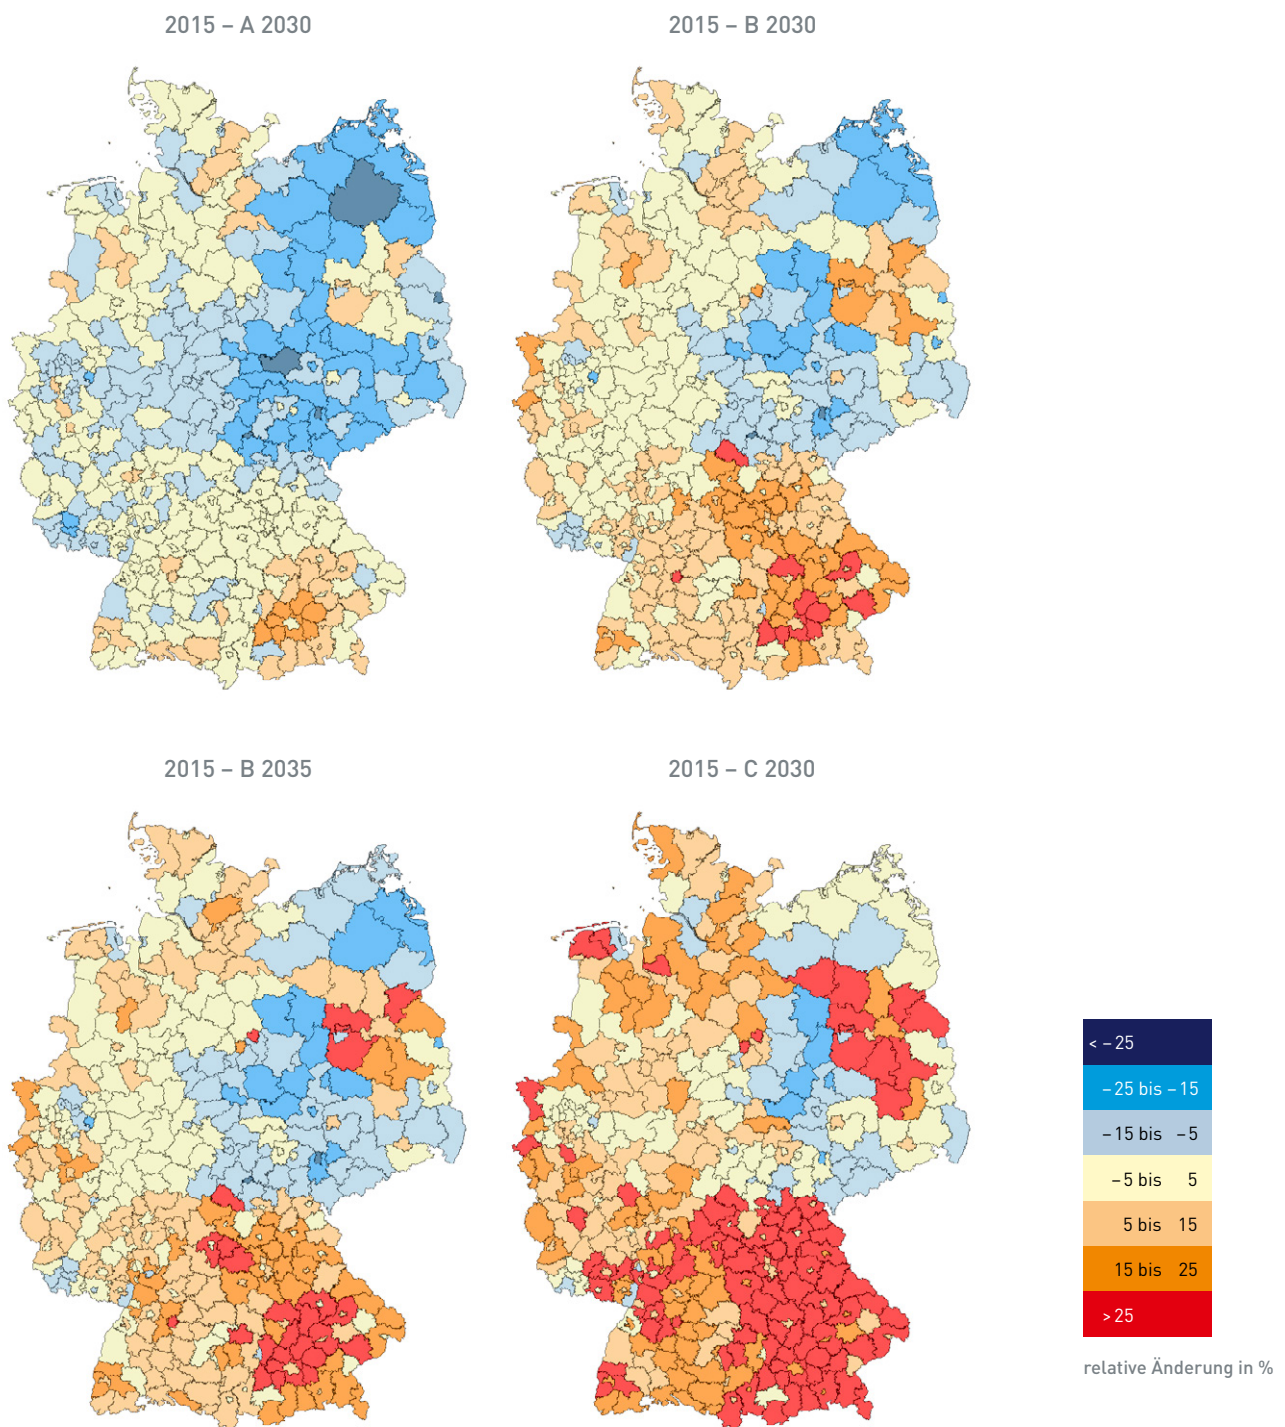 2015 – A 2030
2015 – B 2030
2015 – B 2035
2015 – C 2030
< – 25
– 25 bis – 15
– 15 bis – 5
– 5 bis 5
5 bis 15
15 bis 25
> 25
relative Änderung in %